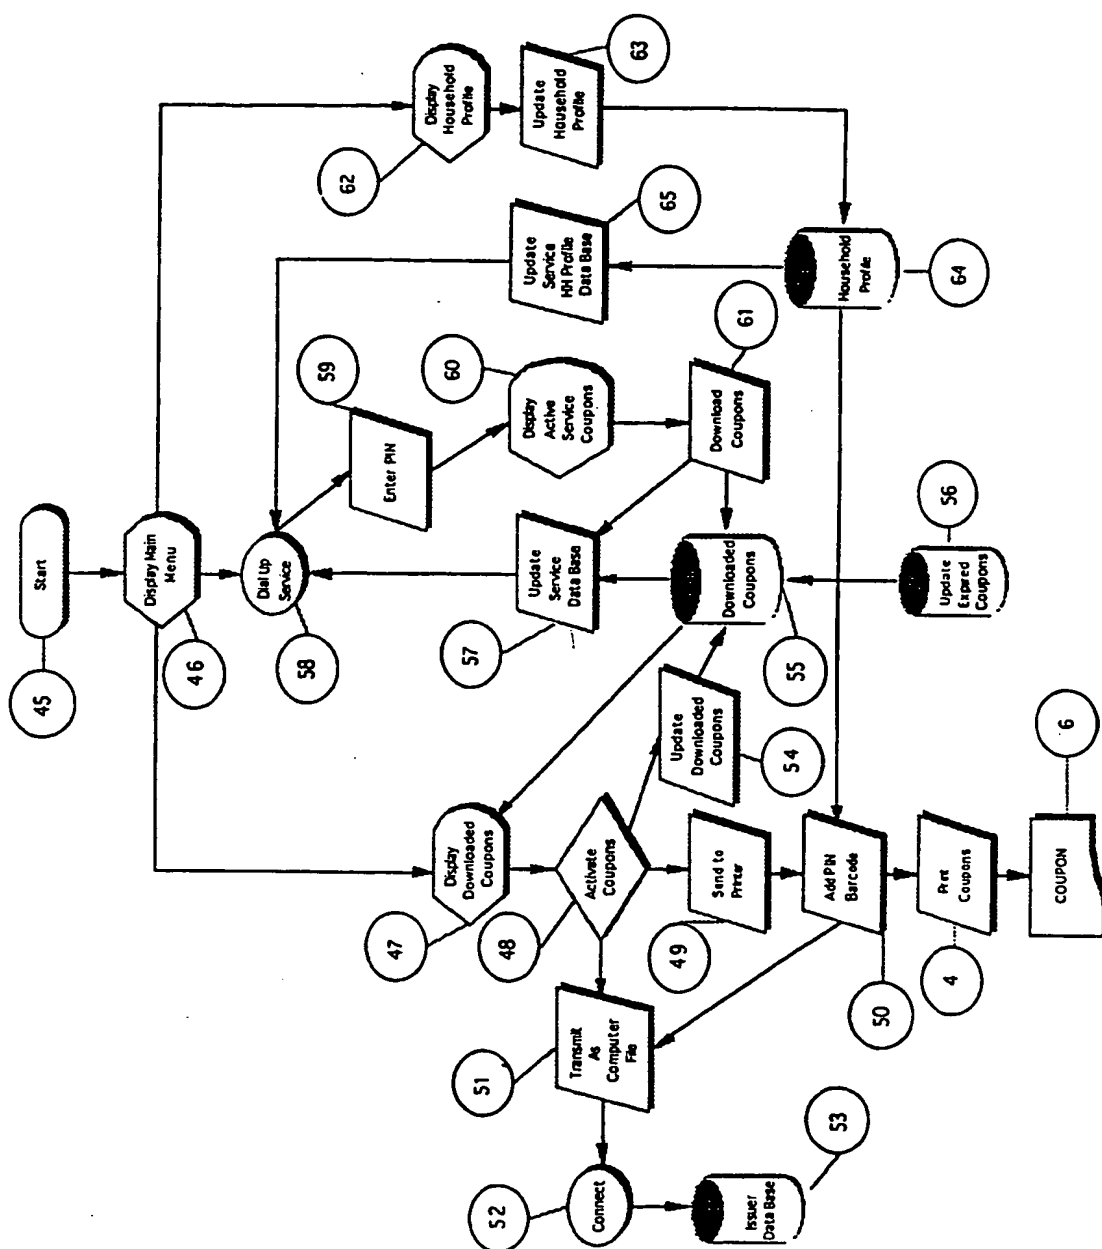 Start
45
Display Main
Menu
46
Dial Up
Service
58
Enter PIN
59
Display
Active
Service
Coupons
60
Download
Coupons
61
Display
Household
Profile
62
Update
Household
Profile
63
Household
Profile
64
Update
Service
HH Profile
Data Base
65
Update
Service
Data Base
57
Downloaded
Coupons
55
Update
Expired
Coupons
56
Display
Downloaded
Coupons
47
Activate
Coupons
48
Update
Downloaded
Coupons
54
Send to
Printer
49
Add PIN
Barcode
50
Print
Coupons
4
COUPON
6
Transmit
As
Computer
File
51
Connect
52
Issuer
Data Base
53